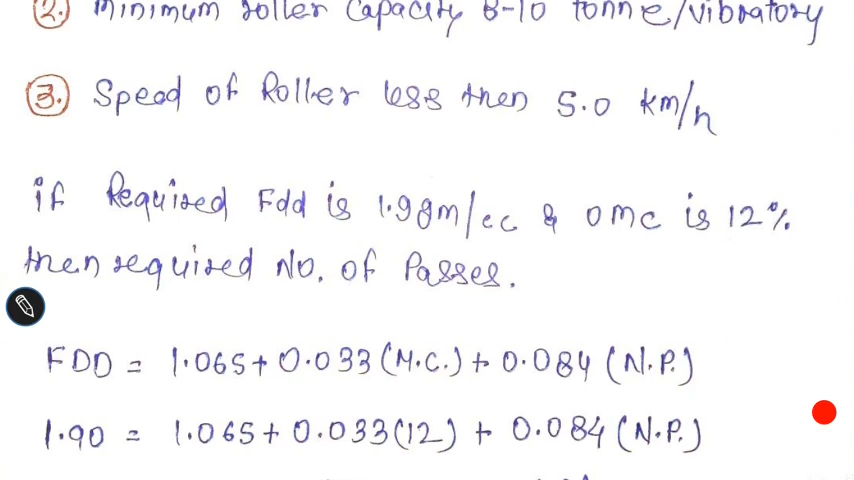 2. Minimum roller Capacity 8-10 tonne/vibratory
3. Speed of Roller less then 5.0 km/h
if Required Fdd is 1.9gm/cc & OMC is 12%
then required No. of Passes.
FDD = 1.065+0.033(M.C.)+0.084(N.P.)
1.90 = 1.065+0.033(12)+0.084(N.P.)